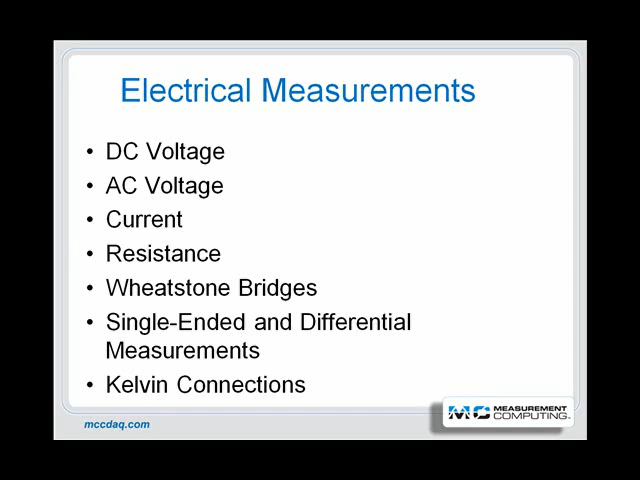 Electrical Measurements
• DC Voltage
• AC Voltage
• Current
• Resistance
• Wheatstone Bridges
• Single-Ended and Differential
Measurements
• Kelvin Connections
mccdaq.com
MC MEASUREMENT
COMPUTING